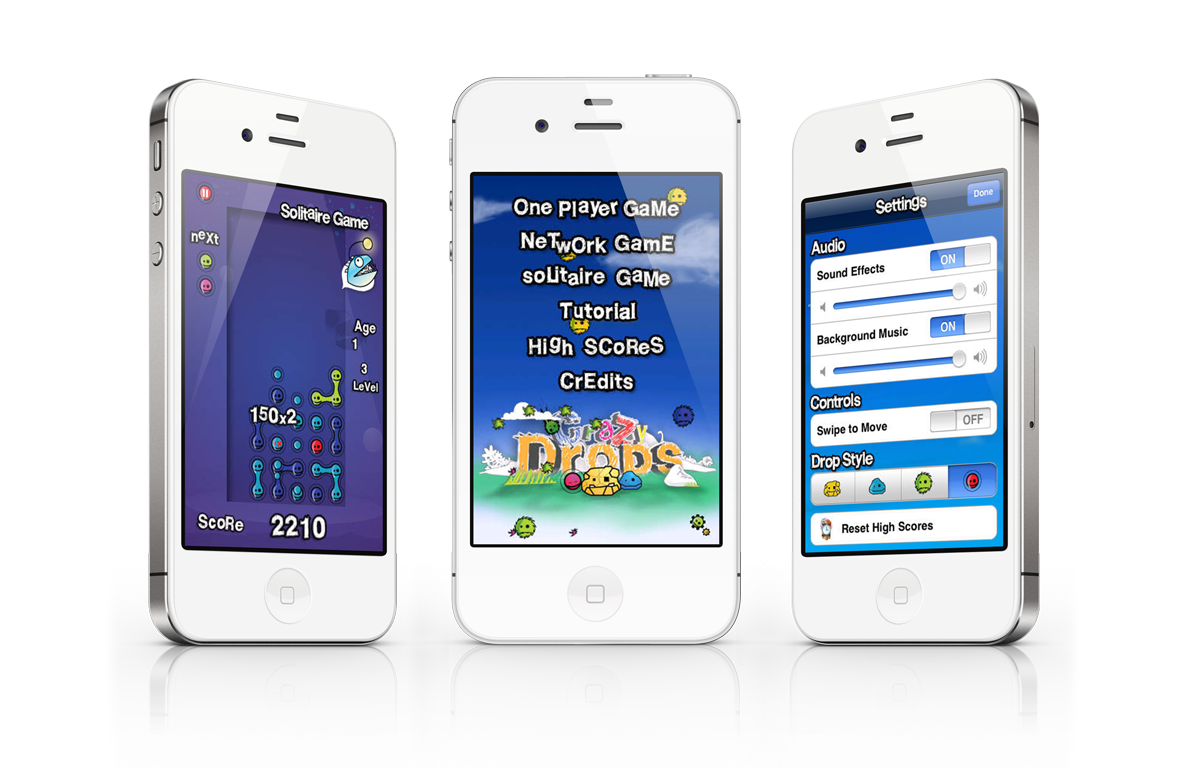 Solitaire Game
neXt
Age
1
3
LeVel
150x2
ScoRe
2210
One Player GaMe
NeTwOrk GamE
soLItaire GaMe
Tutorial
HIgh SCoReS
CrEdits
CrazY
Drops
Settings
Done
Audio
Sound Effects
ON
Background Music
ON
Controls
Swipe to Move
OFF
Drop Style
Reset High Scores